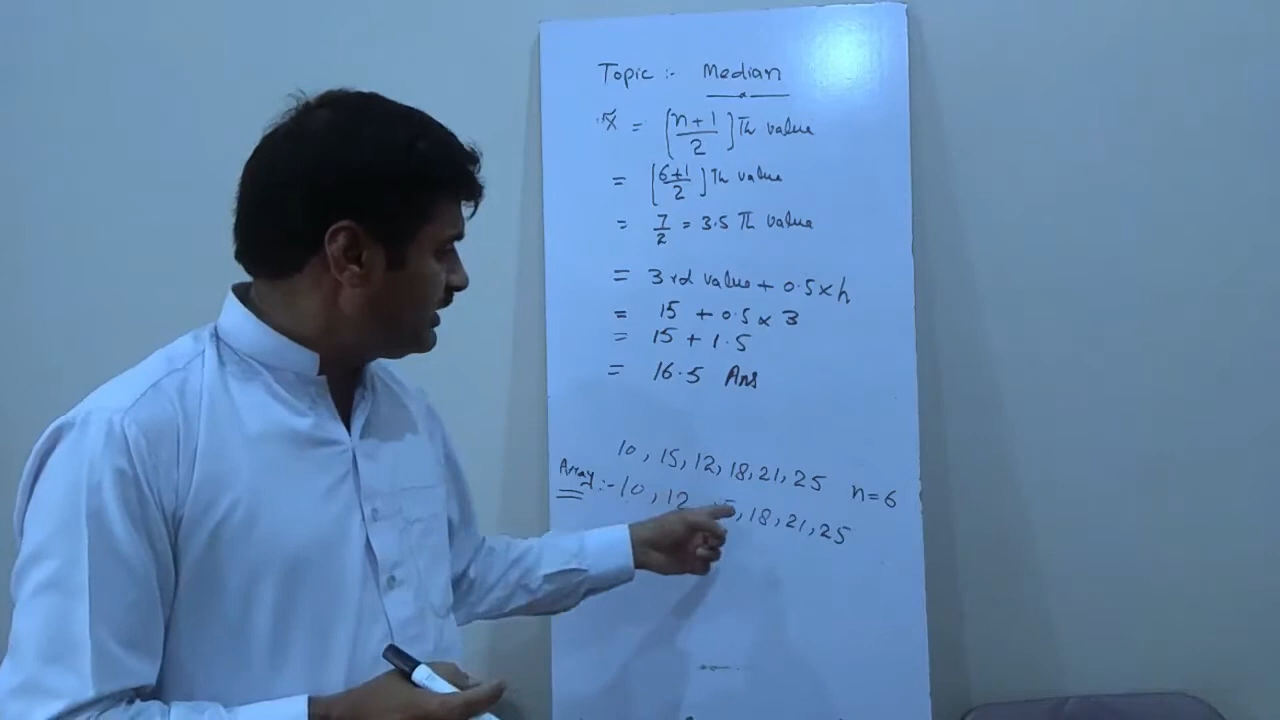 Topic :- Median
x̃ = [n+1/2] Th value
= [6+1/2] Th value
= 7/2 = 3.5 Th value
= 3rd value + 0.5 x h
= 15 + 0.5 x 3
= 15 + 1.5
= 16.5 Ans
10, 15, 12, 18, 21, 25 n=6
Array :- 10, 12 5, 18, 21, 25